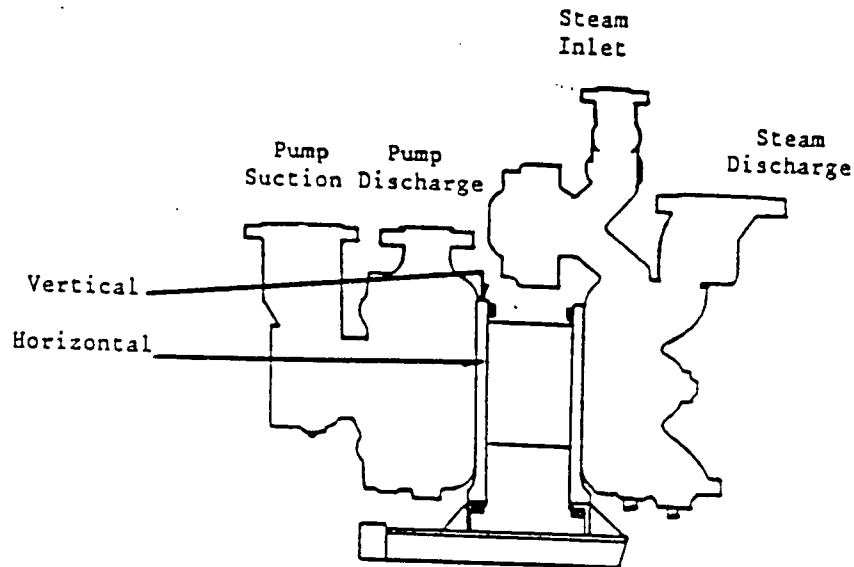 Steam
Inlet
Steam
Discharge
Pump
Suction
Pump
Discharge
Vertical
Horizontal